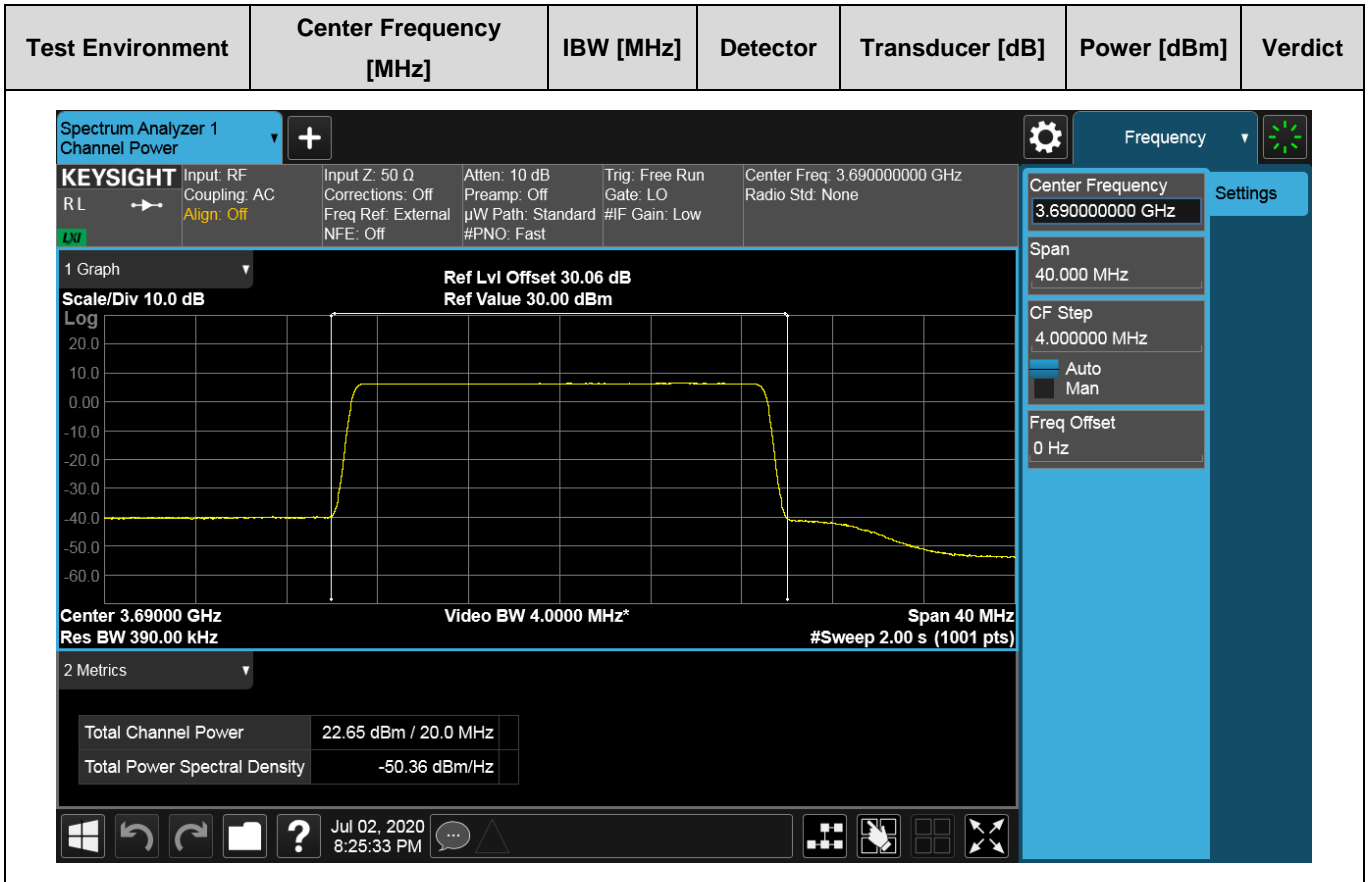 Test Environment
Center Frequency
[MHz]
IBW [MHz]
Detector
Transducer [dB]
Power [dBm]
Verdict
Spectrum Analyzer 1
Channel Power
Frequency
KEYSIGHT
RL
LXI
Input: RF
Coupling: AC
Align: Off
Input Z: 50 Ω
Corrections: Off
Freq Ref: External
NFE: Off
Atten: 10 dB
Preamp: Off
µW Path: Standard
#PNO: Fast
Trig: Free Run
Gate: LO
#IF Gain: Low
Center Freq: 3.690000000 GHz
Radio Std: None
Center Frequency
3.690000000 GHz
Settings
Span
40.000 MHz
CF Step
4.000000 MHz
Auto
Man
Freq Offset
0 Hz
1 Graph
Scale/Div 10.0 dB
Ref Lvl Offset 30.06 dB
Ref Value 30.00 dBm
Log
20.0
10.0
0.00
-10.0
-20.0
-30.0
-40.0
-50.0
-60.0
Center 3.69000 GHz
Video BW 4.0000 MHz*
Span 40 MHz
Res BW 390.00 kHz
#Sweep 2.00 s (1001 pts)
2 Metrics
Total Channel Power 22.65 dBm / 20.0 MHz
Total Power Spectral Density -50.36 dBm/Hz
?
Jul 02, 2020
8:25:33 PM